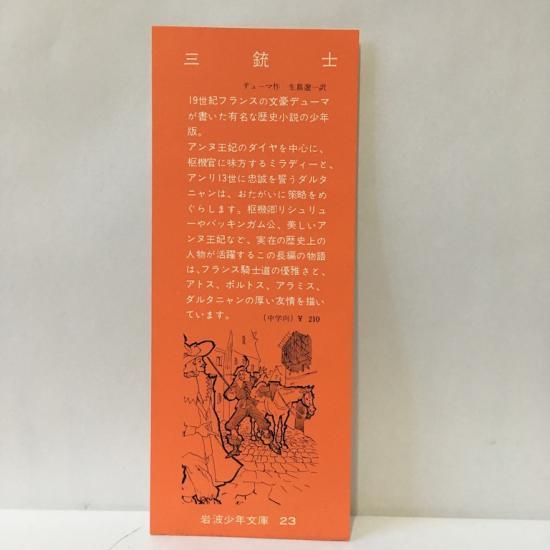 三銃士
デューマ作 生島遼一訳
19世紀フランスの文豪デューマ
が書いた有名な歴史小説の少年
版。
アンヌ王妃のダイヤを中心に、
枢機官に味方するミラディーと、
アンリ13世に忠誠を誓うダルタ
ニャンは、おたがいに策略をめ
ぐらします。枢機卿リシュリュ
ーやバッキンガム公、美しいア
ンヌ王妃など、実在の歴史上の
人物が活躍するこの長編の物語
は、フランス騎士道の優雅さと、
アトス、ポルトス、アラミス、
ダルタニャンの厚い友情を描い
ています。 (中学向) ¥ 210
岩波少年文庫 23